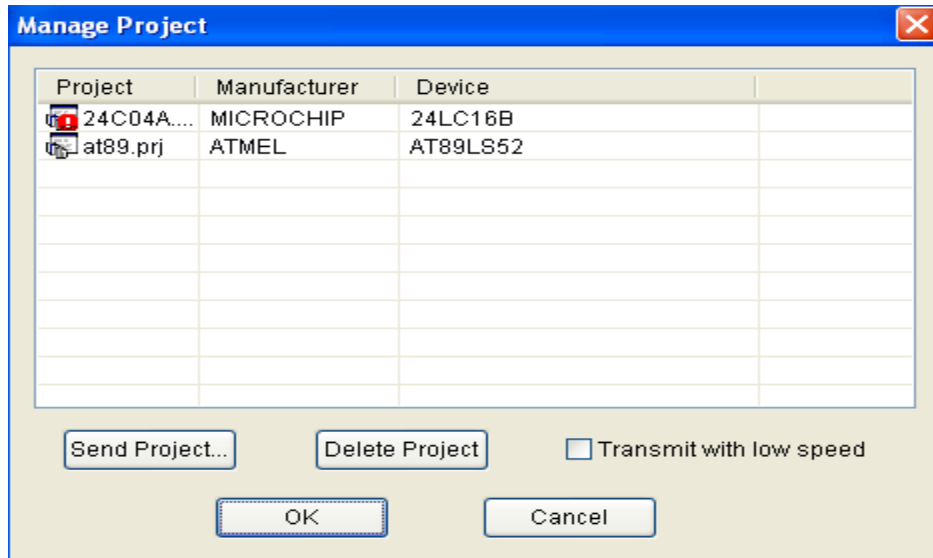 Manage Project
Project Manufacturer Device
24C04A.... MICROCHIP 24LC16B
at89.prj ATMEL AT89LS52
Send Project... Delete Project Transmit with low speed
OK Cancel